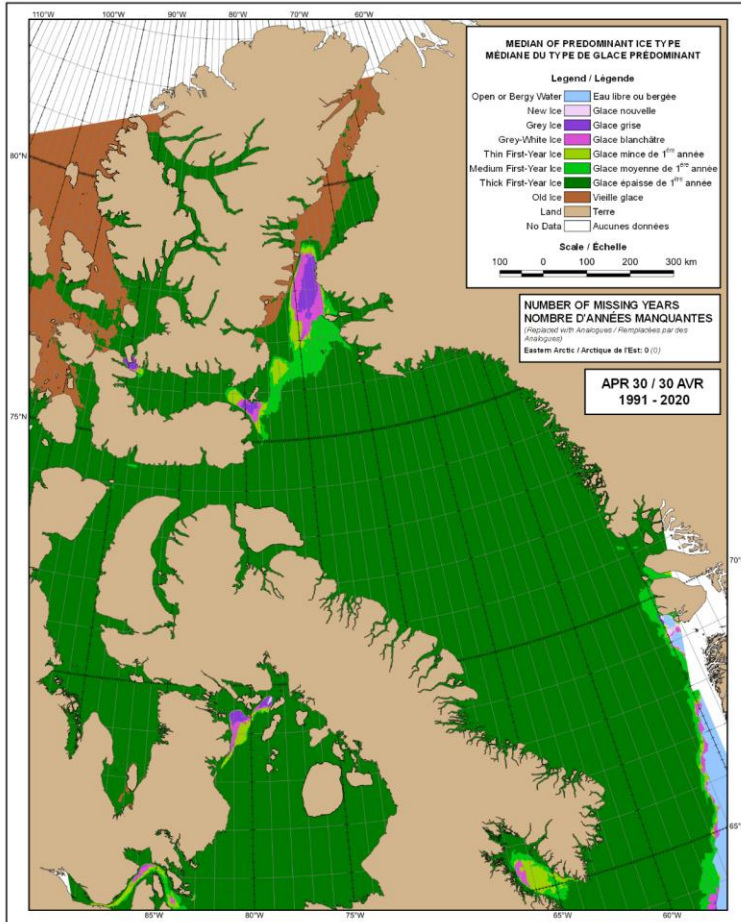 110°W 100°W 90°W 80°W 70°W 60°W
MEDIAN OF PREDOMINANT ICE TYPE
MÉDIANE DU TYPE DE GLACE PRÉDOMINANT
Legend / Légende
Open or Bergy Water Eau libre ou bergée
New Ice Glace nouvelle
Grey Ice Glace grise
Grey-White Ice Glace blanchâtre
Thin First-Year Ice Glace mince de 1ère année
Medium First-Year Ice Glace moyenne de 1ère année
Thick First-Year Ice Glace épaisse de 1ère année
Old Ice Vieille glace
Land Terre
No Data Aucunes données
Scale / Échelle
100 0 100 200 300 km
NUMBER OF MISSING YEARS
NOMBRE D'ANNÉES MANQUANTES
(Replaced with Analogues / Remplacées par des
Analogues)
Eastern Arctic / Arctique de l'Est: 0 (0)
APR 30 / 30 AVR
1991 - 2020
80°N
75°N
70°N
65°N
85°W 80°W 75°W 65°W 60°W